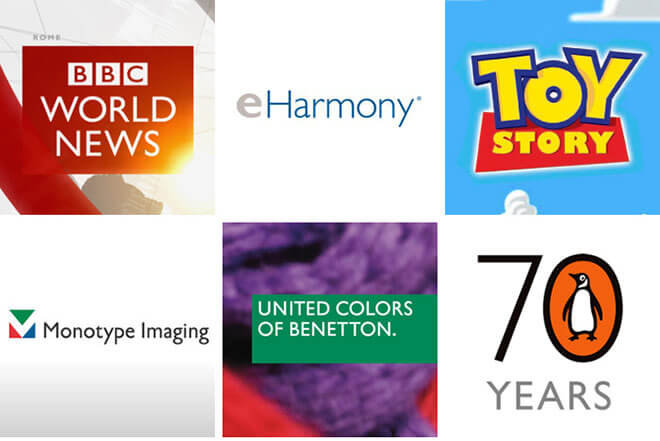 ROME
BBC
WORLD
NEWS
eHarmony®
TOY
STORY
Monotype Imaging
UNITED COLORS
OF BENETTON.
70
YEARS